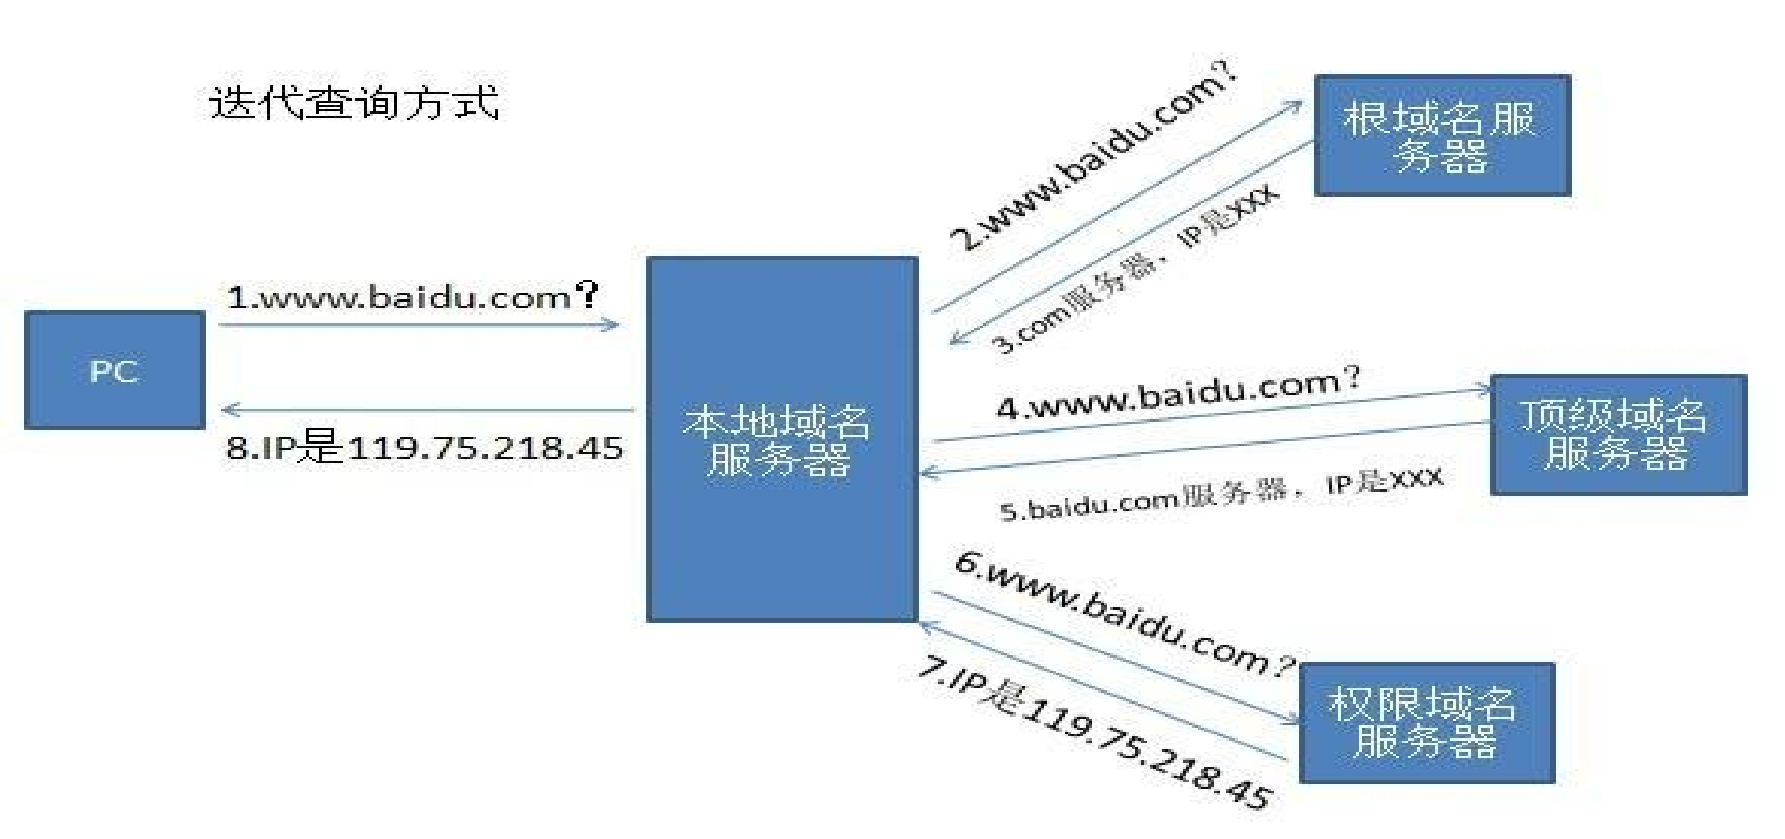 迭代查询方式
2.www.baidu.com?
根域名服
务器
3.com服务器，IP是XXX
1.www.baidu.com?
PC
8.IP是119.75.218.45
本地域名
服务器
4.www.baidu.com?
顶级域名
服务器
5.baidu.com服务器，IP是XXX
6.www.baidu.com?
权限域名
服务器
7.IP是119.75.218.45